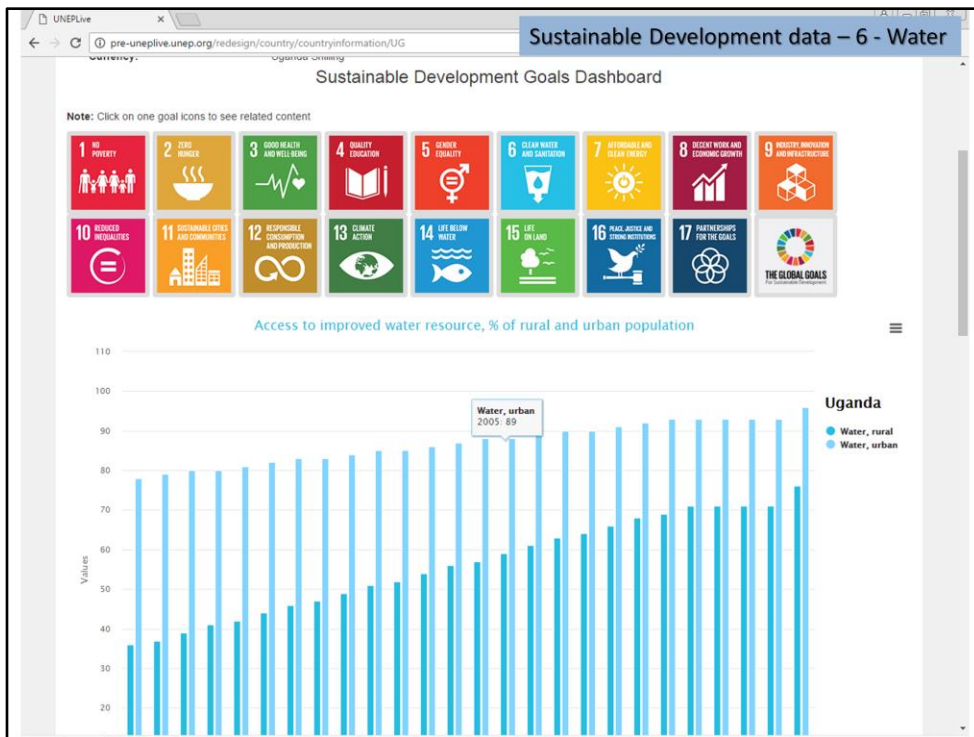 UNEPLive
pre-uneplive.unep.org/redesign/country/countryinformation/UG
Sustainable Development data – 6 - Water
Currency: Uganda Shilling
Sustainable Development Goals Dashboard
Note: Click on one goal icons to see related content
1 NO
POVERTY
2 ZERO
HUNGER
3 GOOD HEALTH
AND WELL-BEING
4 QUALITY
EDUCATION
5 GENDER
EQUALITY
6 CLEAN WATER
AND SANITATION
7 AFFORDABLE AND
CLEAN ENERGY
8 DECENT WORK AND
ECONOMIC GROWTH
9 INDUSTRY, INNOVATION
AND INFRASTRUCTURE
10 REDUCED
INEQUALITIES
11 SUSTAINABLE CITIES
AND COMMUNITIES
12 RESPONSIBLE
CONSUMPTION
AND PRODUCTION
13 CLIMATE
ACTION
14 LIFE BELOW
WATER
15 LIFE
ON LAND
16 PEACE, JUSTICE AND
STRONG INSTITUTIONS
17 PARTNERSHIPS
FOR THE GOALS
THE GLOBAL GOALS
For Sustainable Development
Access to improved water resource, % of rural and urban population
110
100
90
80
70
60
50
40
30
20
Values
Water, urban
2005: 89
Uganda
Water, rural
Water, urban